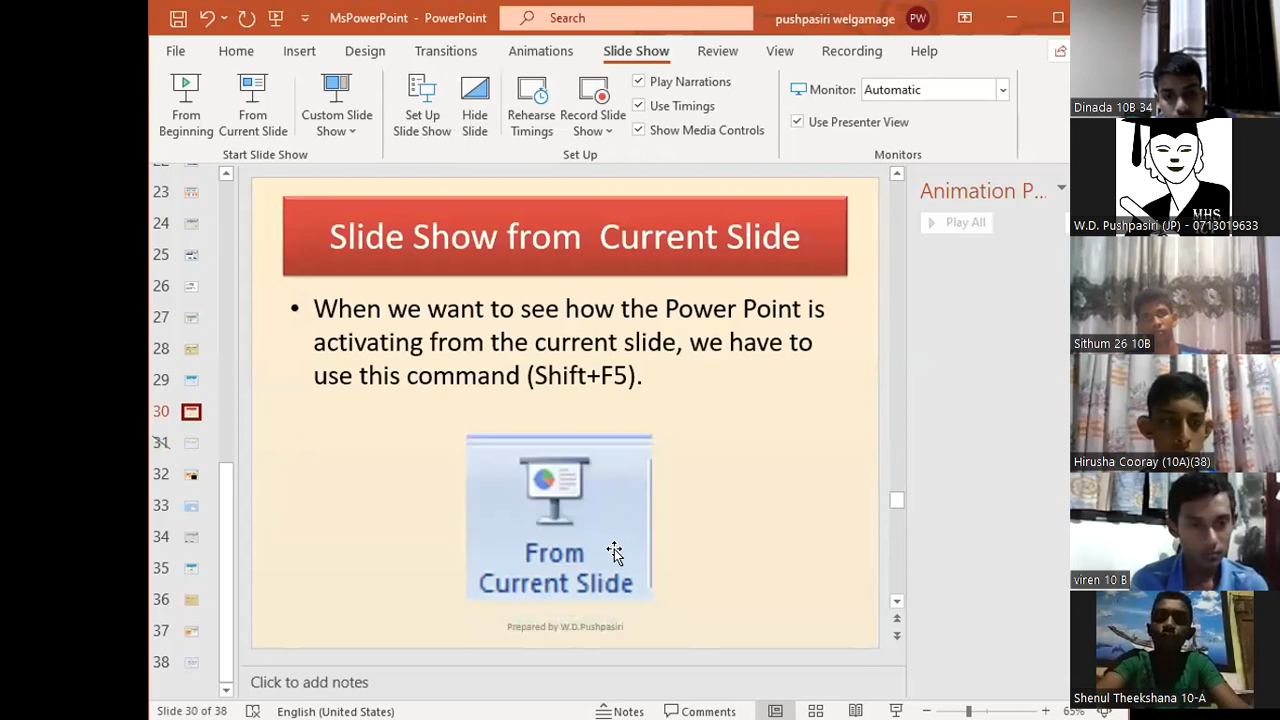 MsPowerPoint - PowerPoint
Search
pushpasiri welgamage
PW
File Home Insert Design Transitions Animations Slide Show Review View Recording Help
From Beginning
From Current Slide
Custom Slide Show
Set Up Slide Show
Hide Slide
Rehearse Timings
Record Slide Show
Play Narrations
Use Timings
Show Media Controls
Monitor: Automatic
Use Presenter View
Start Slide Show
Set Up
Monitors
23
24
25
26
27
28
29
30
31
32
33
34
35
36
37
38
Slide Show from Current Slide
• When we want to see how the Power Point is
activating from the current slide, we have to
use this command (Shift+F5).
From
Current Slide
Prepared by W.D.Pushpasiri
Animation P...
Play All
Click to add notes
Slide 30 of 38
English (United Sta
Notes
Comments
65%
Dinada 10B 34
MHS
W.D. Pushpasiri (JP) - 0713019633
Sithum 26 10B
Hirusha Cooray (10A)(38)
viren 10 B
Shenul Theekshana 10-A